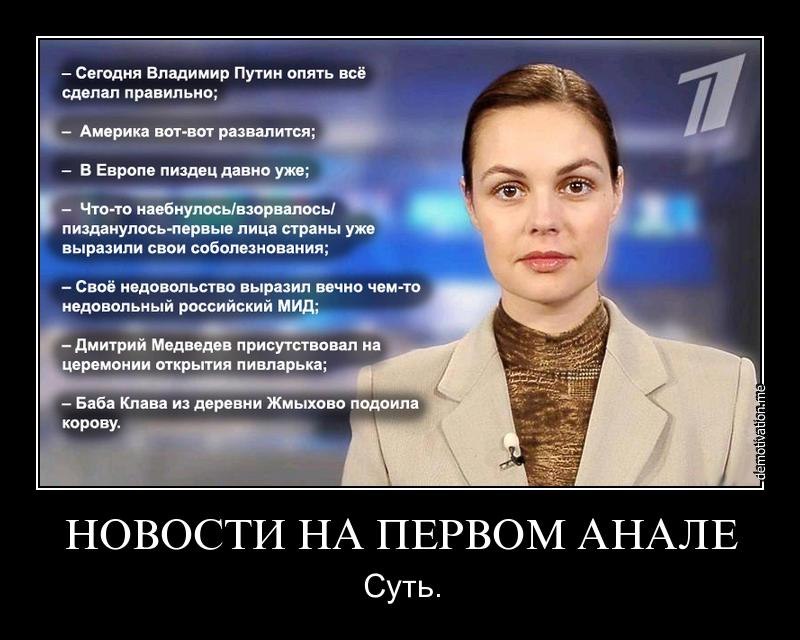 – Сегодня Владимир Путин опять всё
сделал правильно;
– Америка вот-вот развалится;
– В Европе пиздец давно уже;
– Что-то наебнулось/взорвалось/
пизданулось-первые лица страны уже
выразили свои соболезнования;
– Своё недовольство выразил вечно чем-то
недовольный российский МИД;
– Дмитрий Медведев присутствовал на
церемонии открытия пивларька;
– Баба Клава из деревни Жмыхово подоила
корову.
demotivation.me
НОВОСТИ НА ПЕРВОМ АНАЛЕ
Суть.